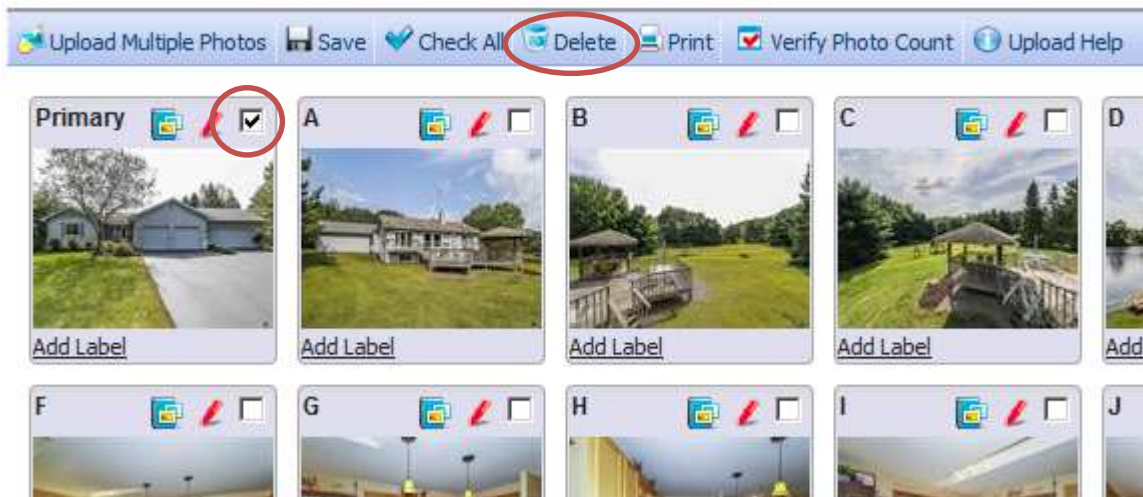 Upload Multiple Photos Save Check All Delete Print Verify Photo Count Upload Help
Primary A B C D
Add Label Add Label Add Label Add Label Add
F G H I J